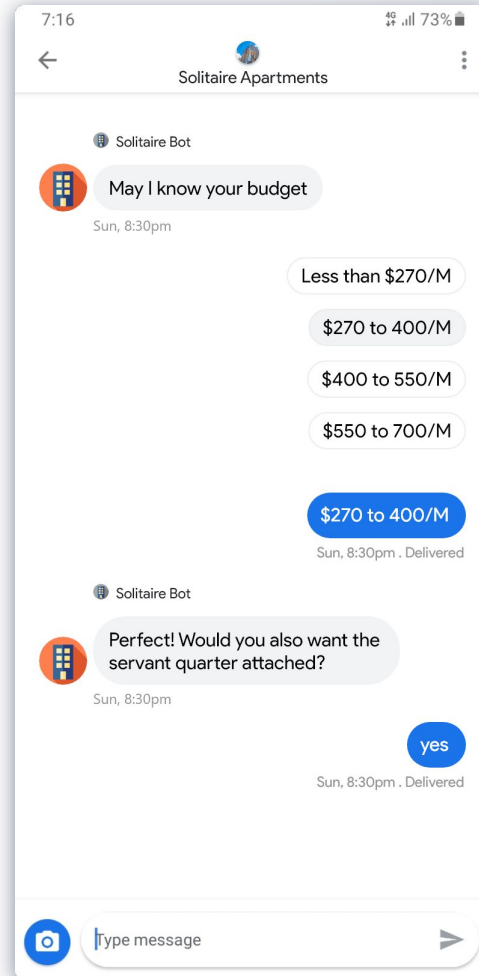 7:16
4G 73%
Solitaire Apartments
Solitaire Bot
May I know your budget
Sun, 8:30pm
Less than $270/M
$270 to 400/M
$400 to 550/M
$550 to 700/M
$270 to 400/M
Sun, 8:30pm . Delivered
Solitaire Bot
Perfect! Would you also want the
servant quarter attached?
Sun, 8:30pm
yes
Sun, 8:30pm . Delivered
Type message